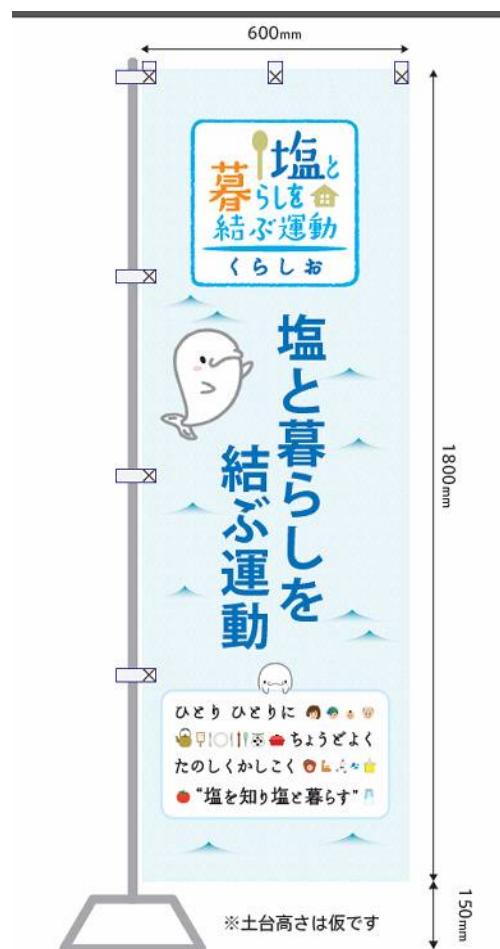 600mm
塩と
暮らしを
結ぶ運動
くらしお
塩と暮らしを
結ぶ運動
1800mm
ひとり ひとりに
ちょうどよく
たのしくかしこく
“塩を知り塩と暮らす”
150mm
※土台高さは仮です